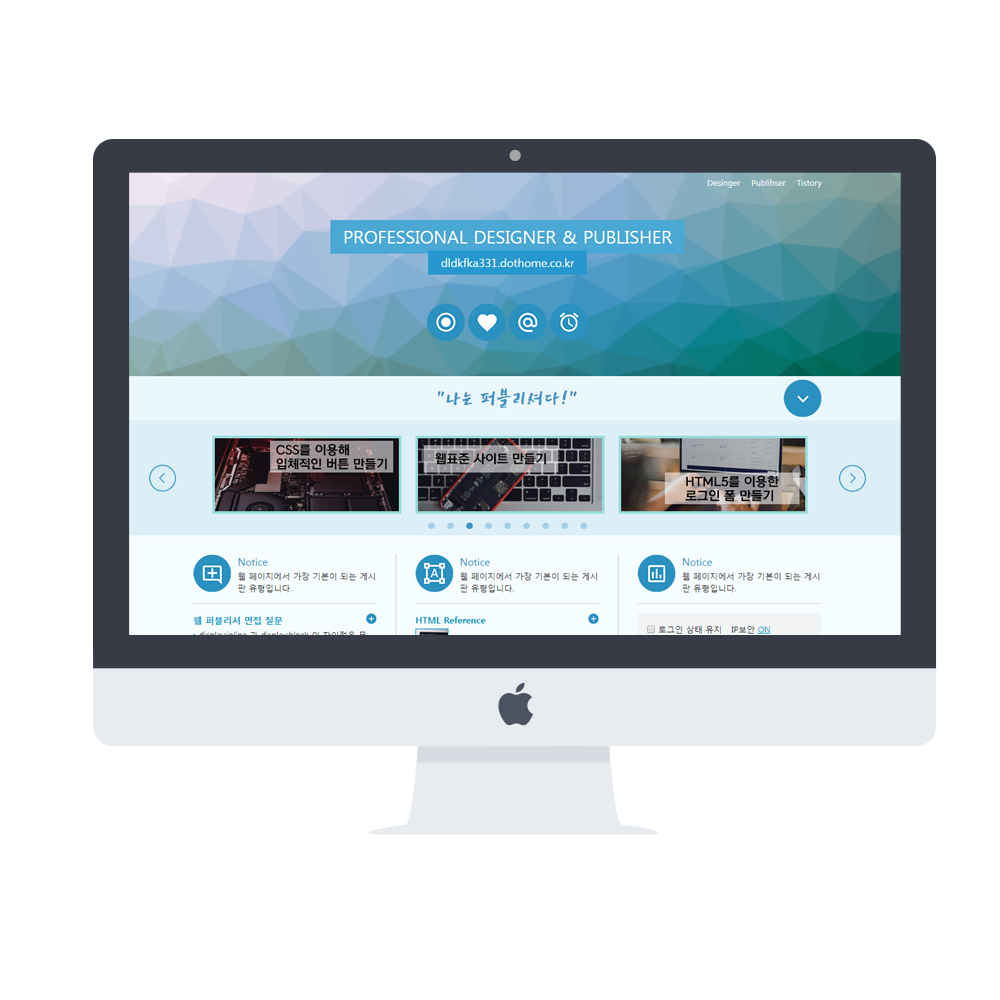 Desinger Publihser Tistory
PROFESSIONAL DESIGNER & PUBLISHER
dldkfka331.dothome.co.kr
"나는 퍼블리셔다!"
CSS를 이용해
입체적인 버튼 만들기
웹표준 사이트 만들기
HTML5를 이용한
로그인 폼 만들기
Notice
웹 페이지에서 가장 기본이 되는 게시
판 유형입니다.
웹 퍼블리셔 면접 질문
Notice
웹 페이지에서 가장 기본이 되는 게시
판 유형입니다.
HTML Reference
Notice
웹 페이지에서 가장 기본이 되는 게시
판 유형입니다.
로그인 상태 유지 IP보안 ON